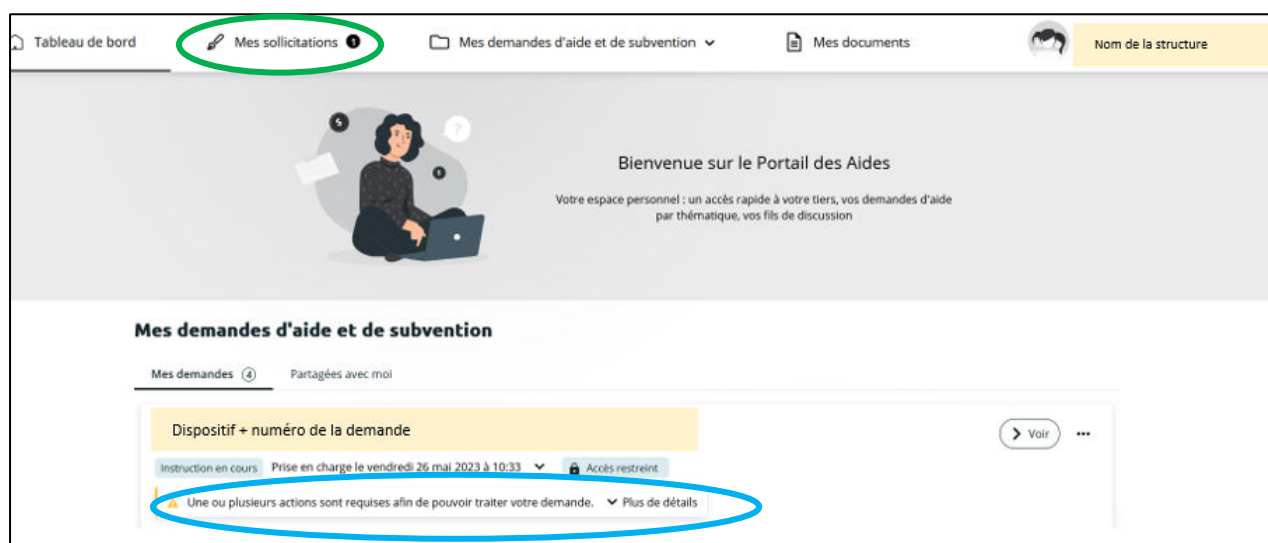 Tableau de bord
Mes sollicitations 1
Mes demandes d'aide et de subvention
Mes documents
Nom de la structure
$
?
Bienvenue sur le Portail des Aides
Votre espace personnel : un accès rapide à votre tiers, vos demandes d'aide
par thématique, vos fils de discussion
Mes demandes d'aide et de subvention
Mes demandes 4
Partagées avec moi
Dispositif + numéro de la demande
Voir
Instruction en cours Prise en charge le vendredi 26 mai 2023 à 10:33 Accès restreint
Une ou plusieurs actions sont requises afin de pouvoir traiter votre demande. Plus de détails